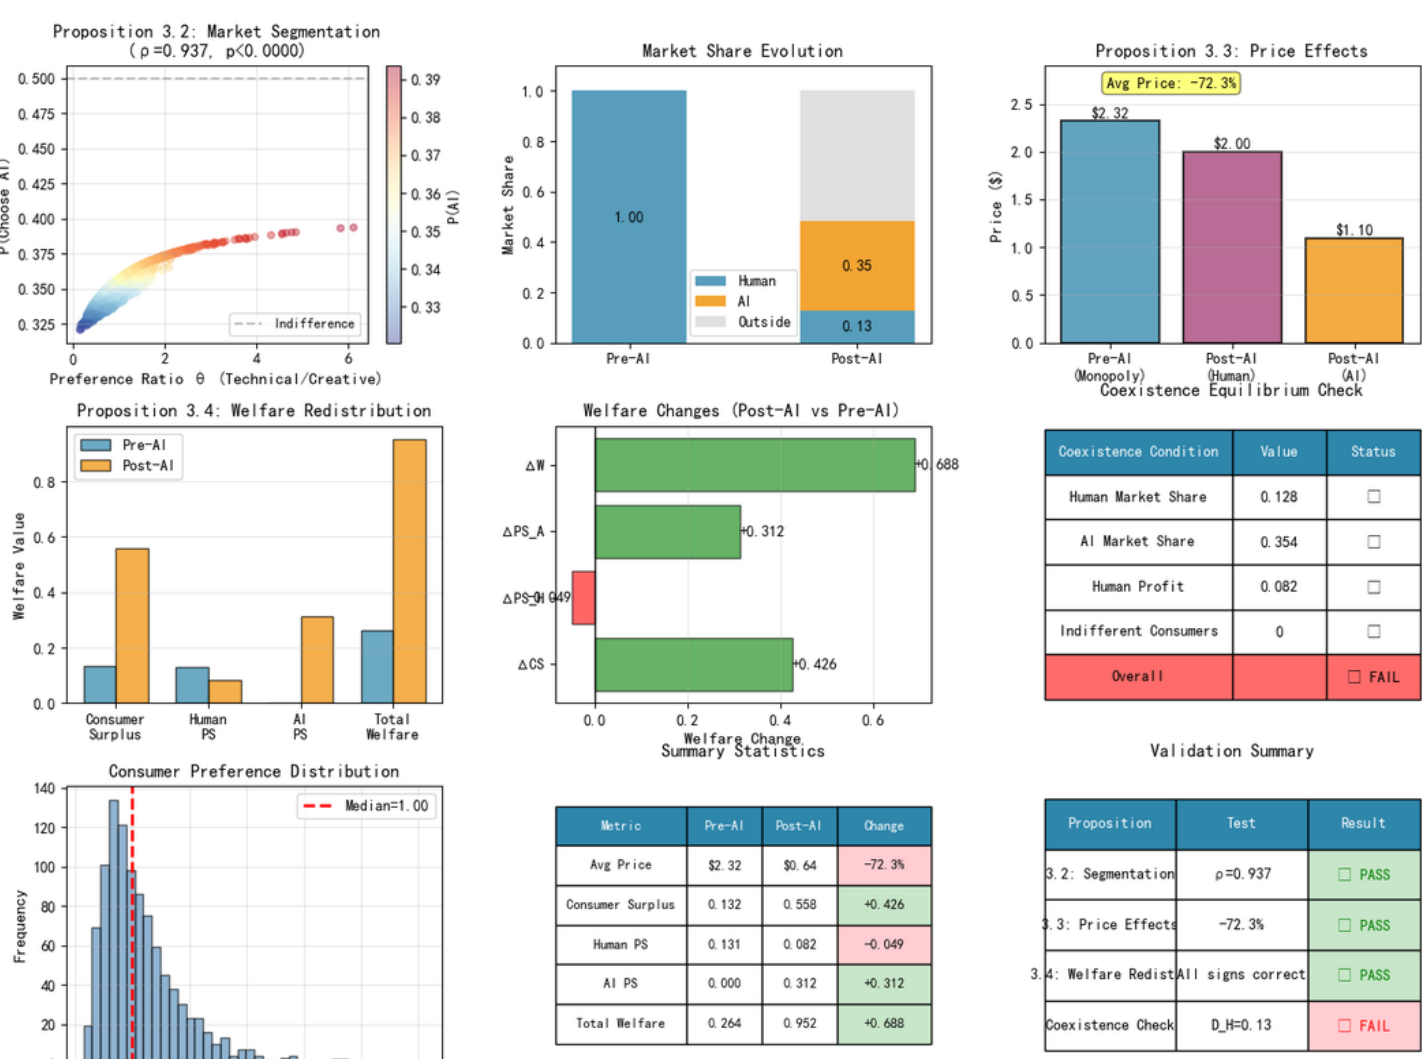 Proposition 3.2: Market Segmentation
(ρ=0.937, p<0.0000)
0.500
0.475
0.450
0.425
0.400
0.375
0.350
0.325
P(Choose AI)
0
2
4
6
Preference Ratio θ (Technical/Creative)
Indifference
0.39
0.38
0.37
0.36
0.35
0.34
0.33
P(AI)
Market Share Evolution
1.0
0.8
0.6
0.4
0.2
0.0
Market Share
1.00
0.35
0.13
Human
AI
Outside
Pre-AI
Post-AI
Proposition 3.3: Price Effects
Avg Price: -72.3%
2.5
2.0
1.5
1.0
0.5
0.0
Price ($)
$2.32
$2.00
$1.10
Pre-AI
(Monopoly)
Post-AI
(Human)
Post-AI
(AI)
Proposition 3.4: Welfare Redistribution
Pre-AI
Post-AI
0.8
0.6
0.4
0.2
0.0
Welfare Value
Consumer
Surplus
Human
PS
AI
PS
Total
Welfare
Welfare Changes (Post-AI vs Pre-AI)
ΔW
+0.688
ΔPS_A
+0.312
ΔPS_H
-0.049
ΔCS
+0.426
0.0
0.2
0.4
0.6
Welfare Change
Coexistence Equilibrium Check
Coexistence Condition Value Status
Human Market Share 0.128 □
AI Market Share 0.354 □
Human Profit 0.082 □
Indifferent Consumers 0 □
Overall □ FAIL
Consumer Preference Distribution
Median=1.00
140
120
100
80
60
40
20
Frequency
Summary Statistics
Metric Pre-AI Post-AI Change
Avg Price $2.32 $0.64 -72.3%
Consumer Surplus 0.132 0.558 +0.426
Human PS 0.131 0.082 -0.049
AI PS 0.000 0.312 +0.312
Total Welfare 0.264 0.952 +0.688
Validation Summary
Proposition Test Result
3.2: Segmentation ρ=0.937 □ PASS
3.3: Price Effects -72.3% □ PASS
3.4: Welfare Redist All signs correct □ PASS
Coexistence Check D_H=0.13 □ FAIL